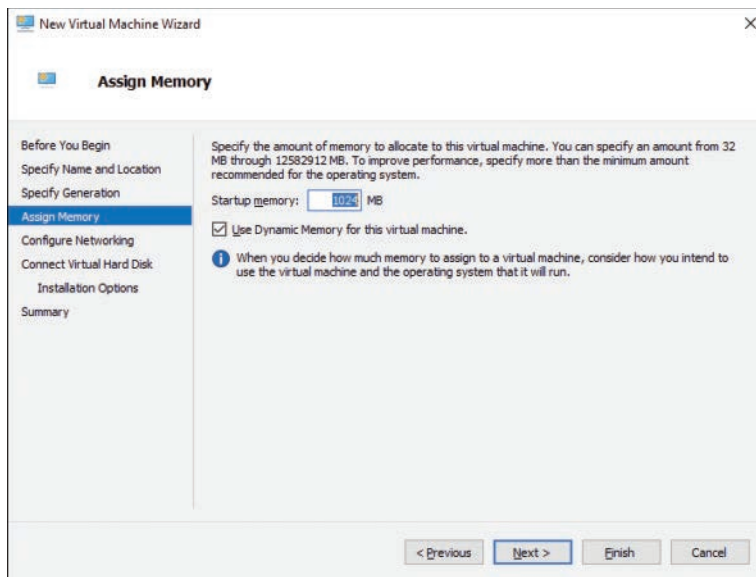 New Virtual Machine Wizard
Assign Memory
Before You Begin
Specify Name and Location
Specify Generation
Assign Memory
Configure Networking
Connect Virtual Hard Disk
Installation Options
Summary
Specify the amount of memory to allocate to this virtual machine. You can specify an amount from 32
MB through 12582912 MB. To improve performance, specify more than the minimum amount
recommended for the operating system.
Startup memory: 1024 MB
Use Dynamic Memory for this virtual machine.
When you decide how much memory to assign to a virtual machine, consider how you intend to
use the virtual machine and the operating system that it will run.
< Previous Next > Finish Cancel